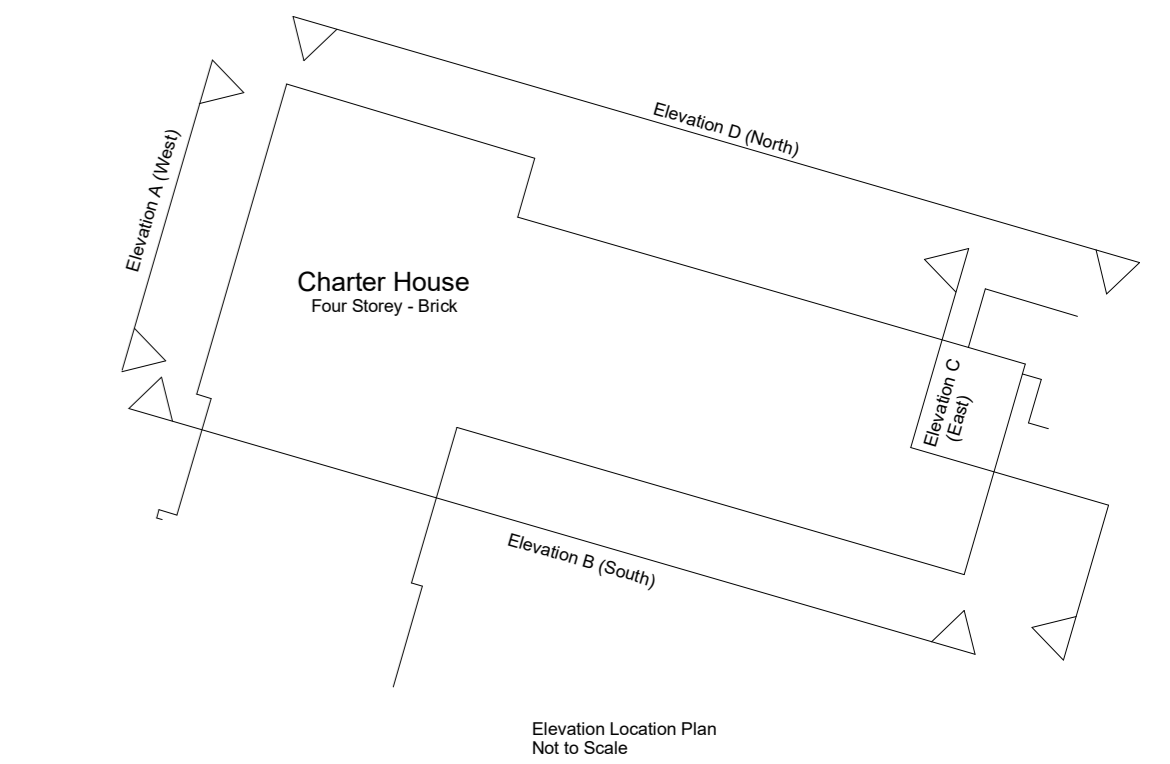 Elevation D (North)
Elevation A (West)
Charter House
Four Storey - Brick
Elevation C
(East)
Elevation B (South)
Elevation Location Plan
Not to Scale